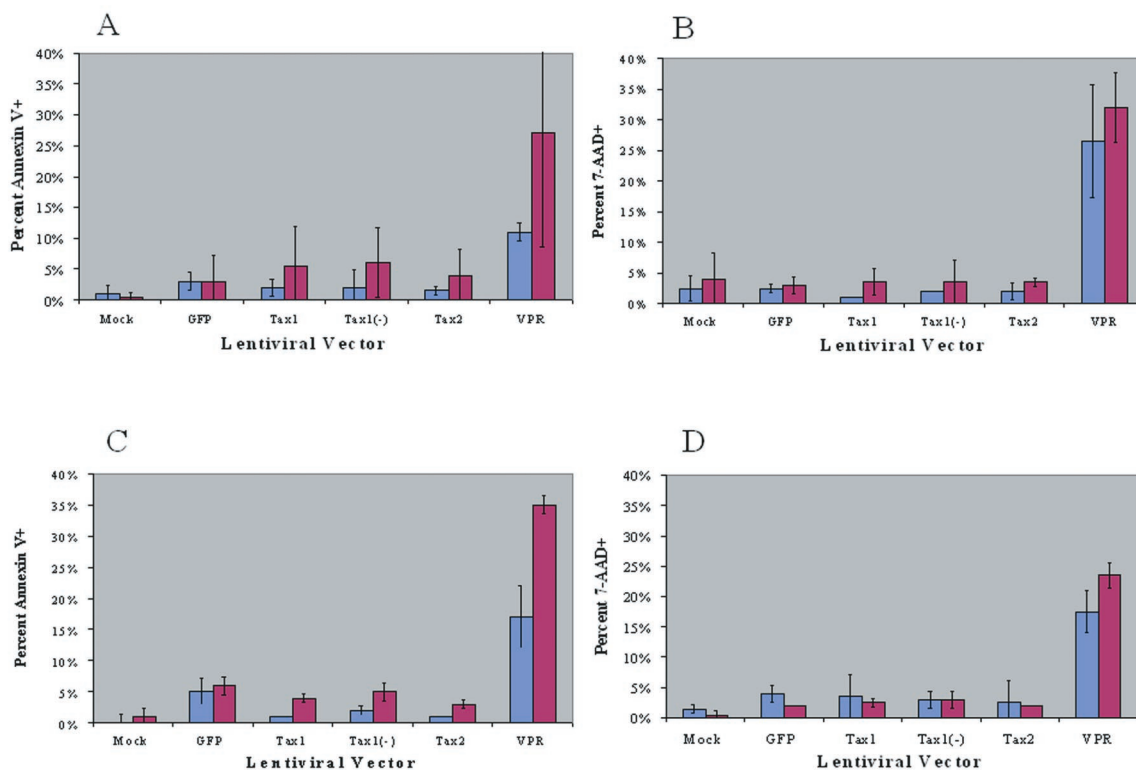 A
Percent Annexin V+
40%
35%
30%
25%
20%
15%
10%
5%
0%
Mock GFP Tax1 Tax1(-) Tax2 VPR
Lentiviral Vector
B
Percent 7-AAD+
40%
35%
30%
25%
20%
15%
10%
5%
0%
Mock GFP Tax1 Tax1(-) Tax2 VPR
Lentiviral Vector
C
Percent Annexin V+
40%
35%
30%
25%
20%
15%
10%
5%
0%
Mock GFP Tax1 Tax1(-) Tax2 VPR
Lentiviral Vector
D
Percent 7-AAD+
40%
35%
30%
25%
20%
15%
10%
5%
0%
Mock GFP Tax1 Tax1(-) Tax2 VPR
Lentiviral Vector